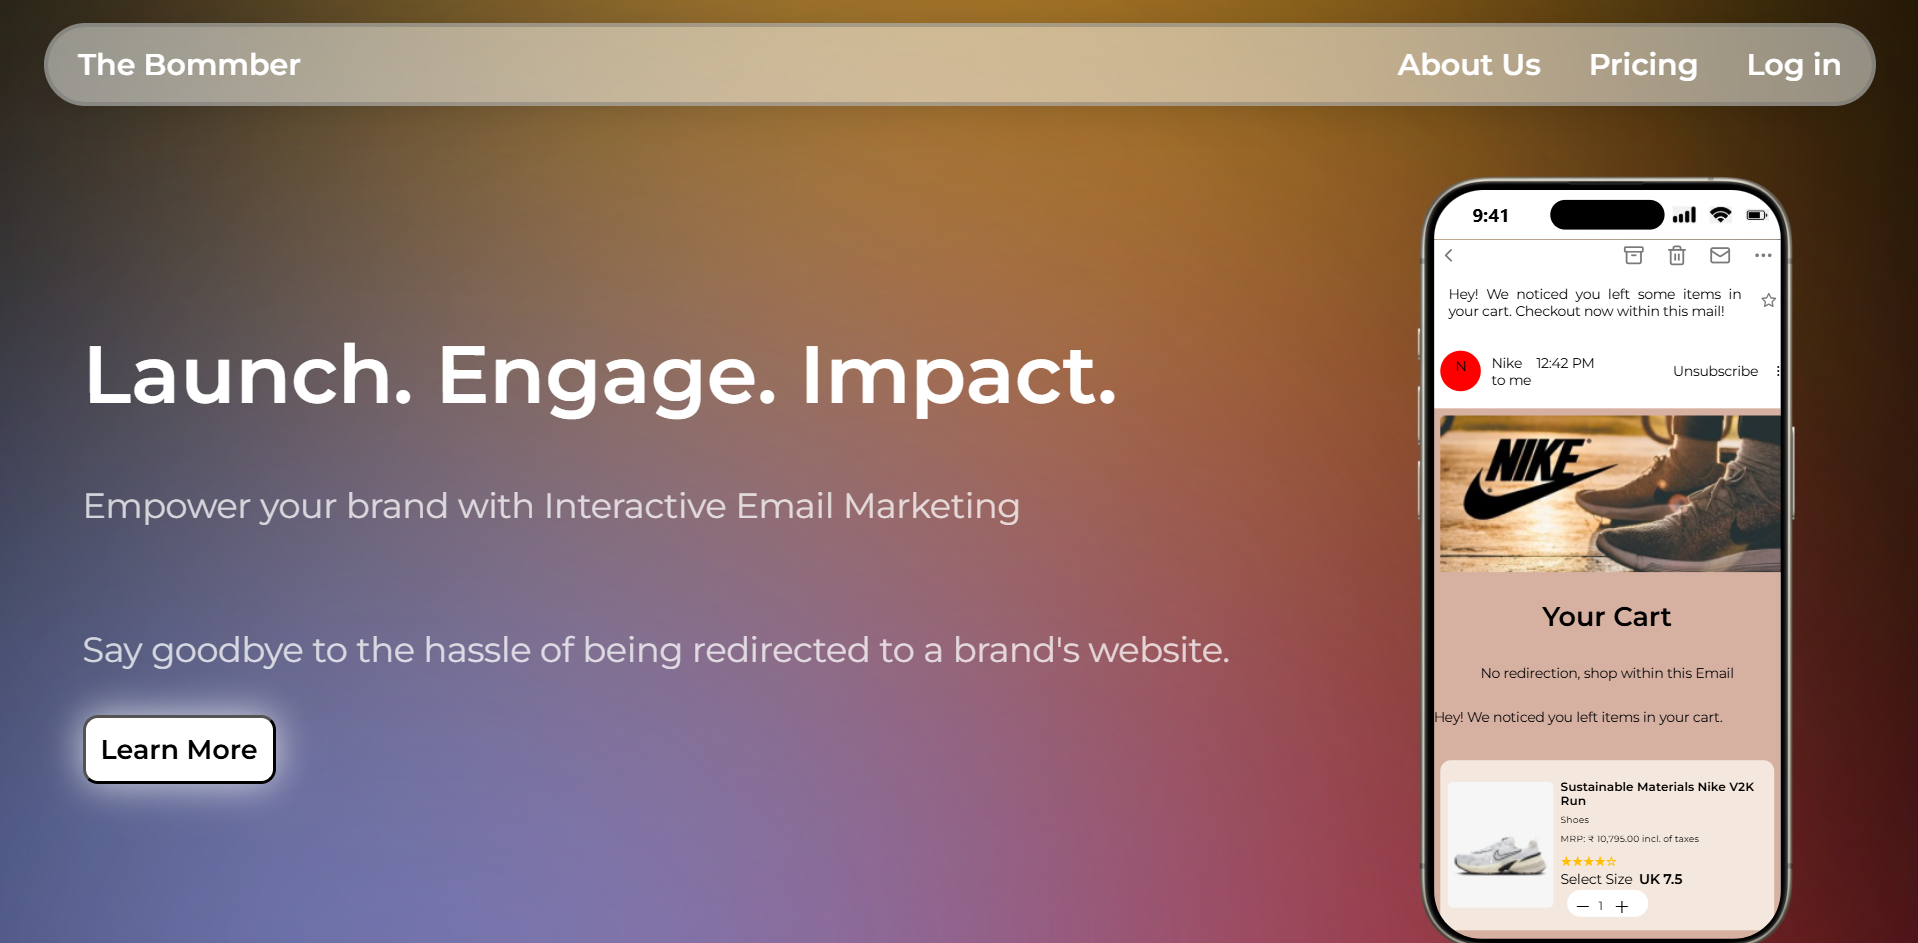 The Bommber
About Us
Pricing
Log in
Launch. Engage. Impact.
Empower your brand with Interactive Email Marketing
Say goodbye to the hassle of being redirected to a brand's website.
Learn More
9:41
Hey! We noticed you left some items in
your cart. Checkout now within this mail!
N
Nike 12:42 PM
to me
Unsubscribe
NIKE
Your Cart
No redirection, shop within this Email
Hey! We noticed you left items in your cart.
Sustainable Materials Nike V2K
Run
Shoes
MRP: ₹ 10,795.00 incl. of taxes
★★★★☆
Select Size UK 7.5
— 1 +